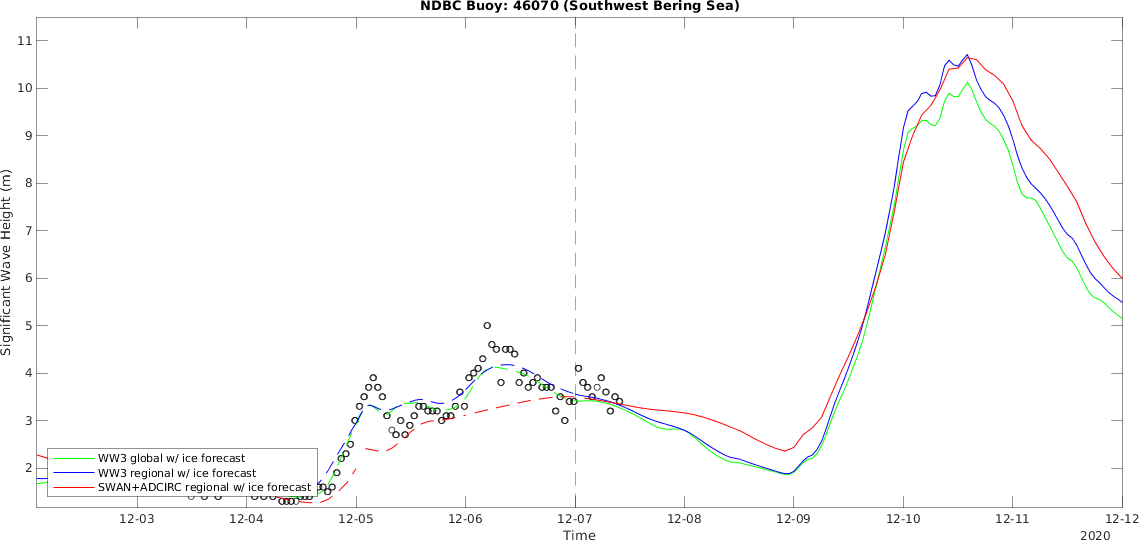 NDBC Buoy: 46070 (Southwest Bering Sea)
11
10
9
8
7
6
5
4
3
2
Significant Wave Height (m)
WW3 global w/ ice forecast
WW3 regional w/ ice forecast
SWAN+ADCIRC regional w/ ice forecast
12-03 12-04 12-05 12-06 12-07 12-08 12-09 12-10 12-11 12-12
Time
2020